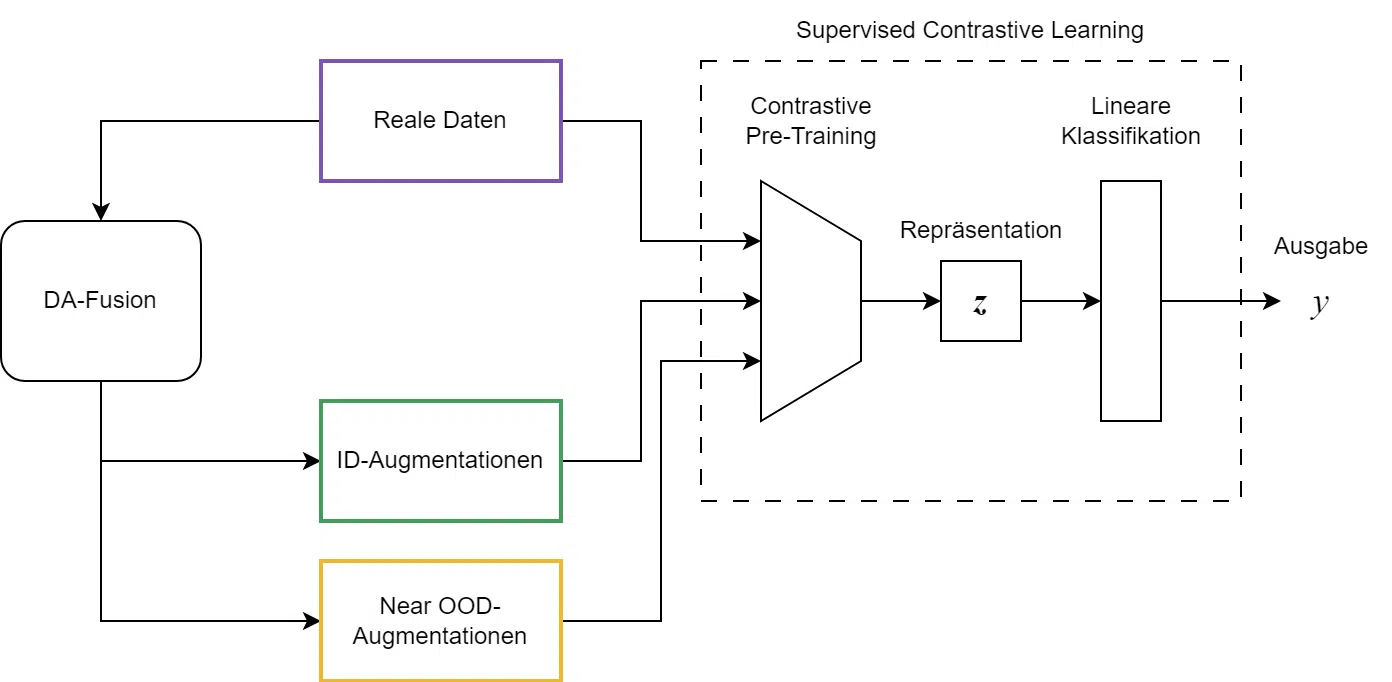 Supervised Contrastive Learning
Reale Daten
Contrastive
Pre-Training
Lineare
Klassifikation
DA-Fusion
Repräsentation
z
Ausgabe
y
ID-Augmentationen
Near OOD-
Augmentationen